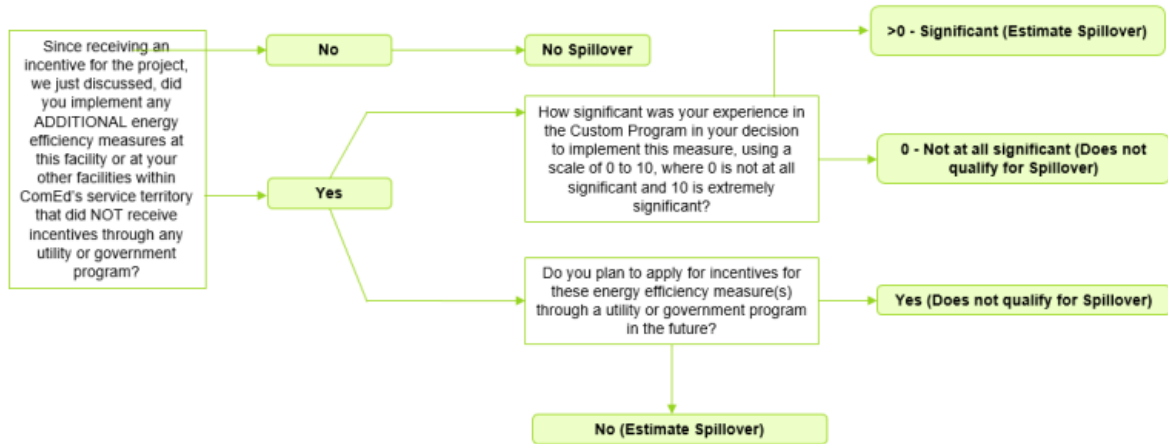 Since receiving an
incentive for the project,
we just discussed, did
you implement any
ADDITIONAL energy
efficiency measures at
this facility or at your
other facilities within
ComEd's service territory
that did NOT receive
incentives through any
utility or government
program?
No
No Spillover
Yes
How significant was your experience in
the Custom Program in your decision
to implement this measure, using a
scale of 0 to 10, where 0 is not at all
significant and 10 is extremely
significant?
>0 - Significant (Estimate Spillover)
0 - Not at all significant (Does not
qualify for Spillover)
Do you plan to apply for incentives for
these energy efficiency measure(s)
through a utility or government program
in the future?
Yes (Does not qualify for Spillover)
No (Estimate Spillover)